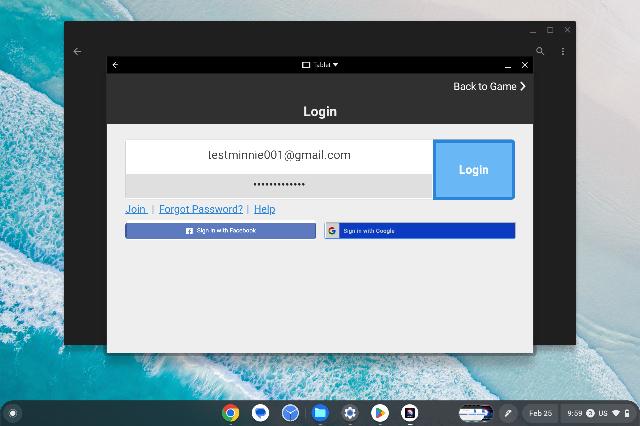 Tablet
Back to Game
Login
testminnie001@gmail.com
•••••••••••••
Login
Join | Forgot Password? | Help
Sign in with Facebook
Sign in with Google
Feb 25
9:59
US